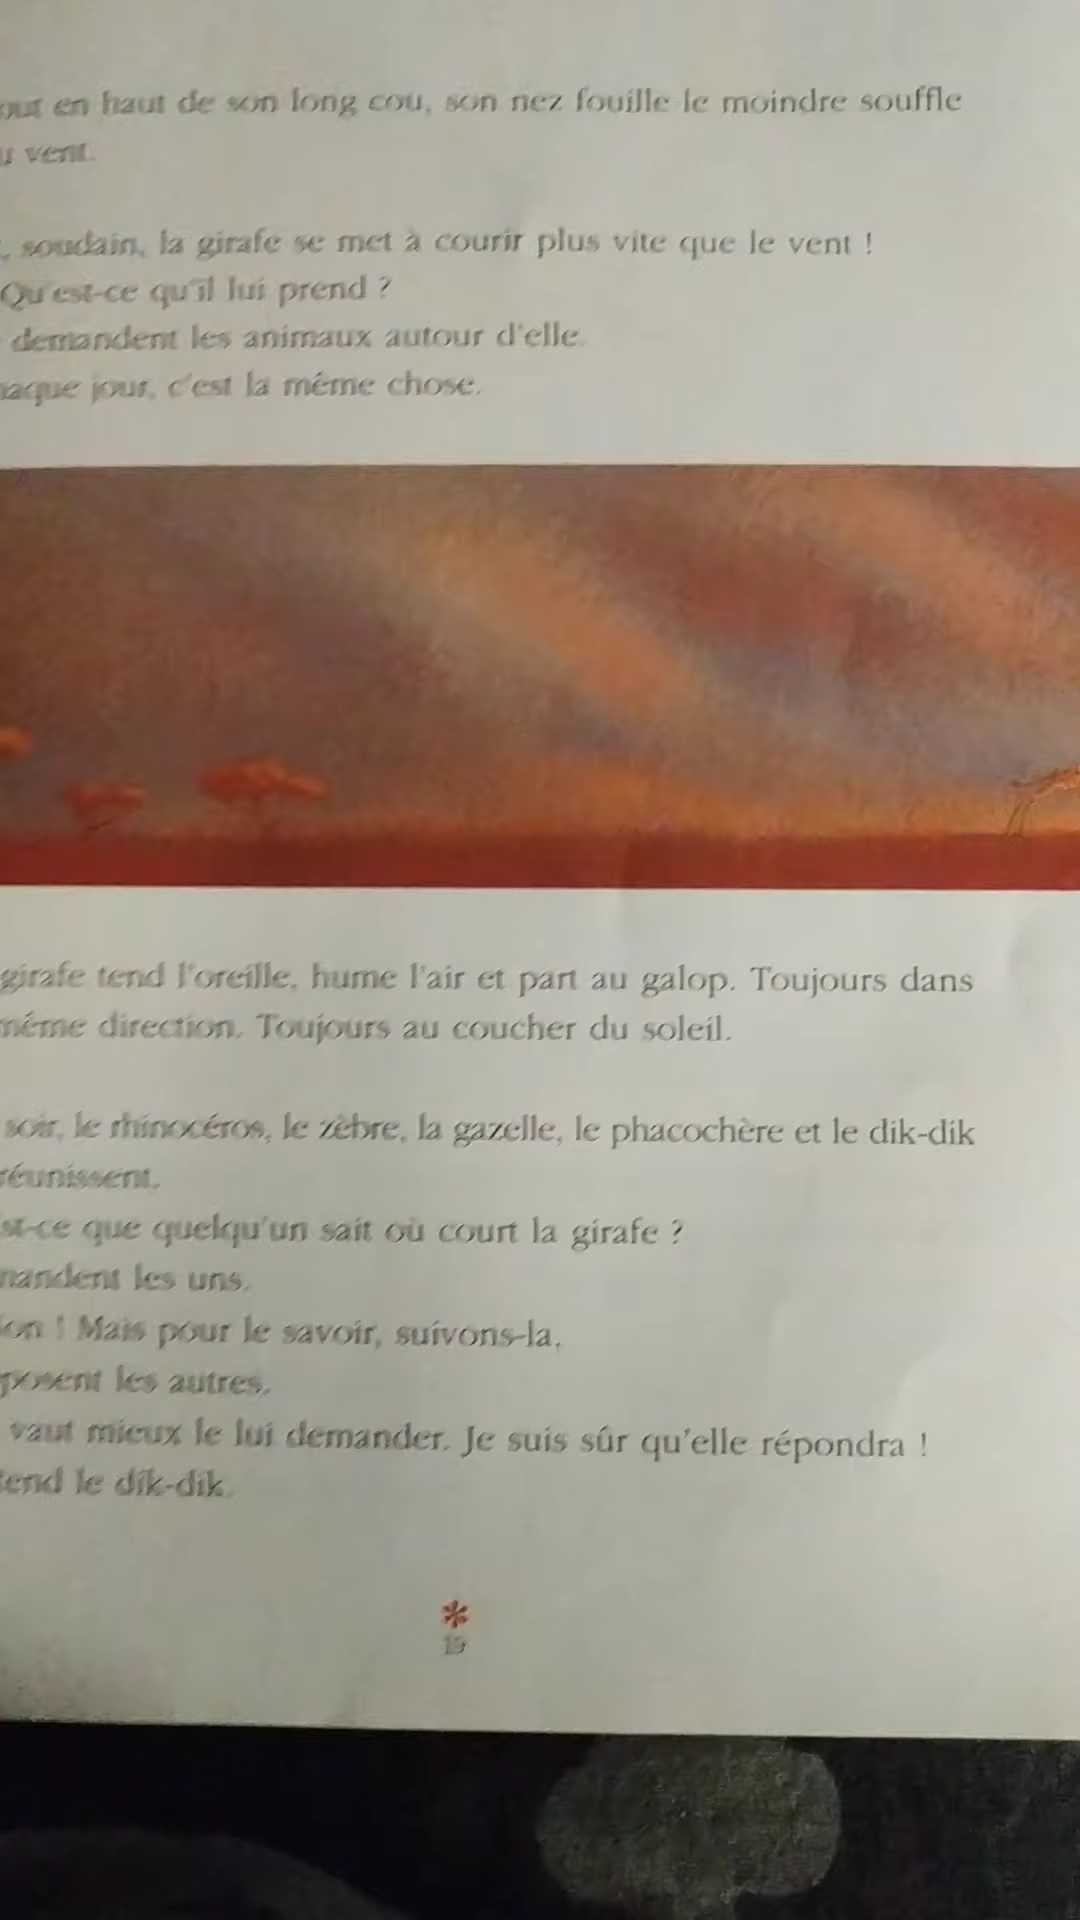 out en haut de son long cou, son nez fouille le moindre souffle
u vent.
, soudain, la girafe se met à courir plus vite que le vent !
Qu'est-ce qu'il lui prend ?
demandent les animaux autour d'elle.
haque jour, c'est la même chose.
girafe tend l'oreille, hume l'air et part au galop. Toujours dans
même direction. Toujours au coucher du soleil.
soir, le rhinocéros, le zèbre, la gazelle, le phacochère et le dik-dik
réunissent.
st-ce que quelqu'un sait où court la girafe ?
mandent les uns.
on ! Mais pour le savoir, suivons-la,
posent les autres.
vaut mieux le lui demander. Je suis sûr qu'elle répondra !
tend le dik-dik.
19